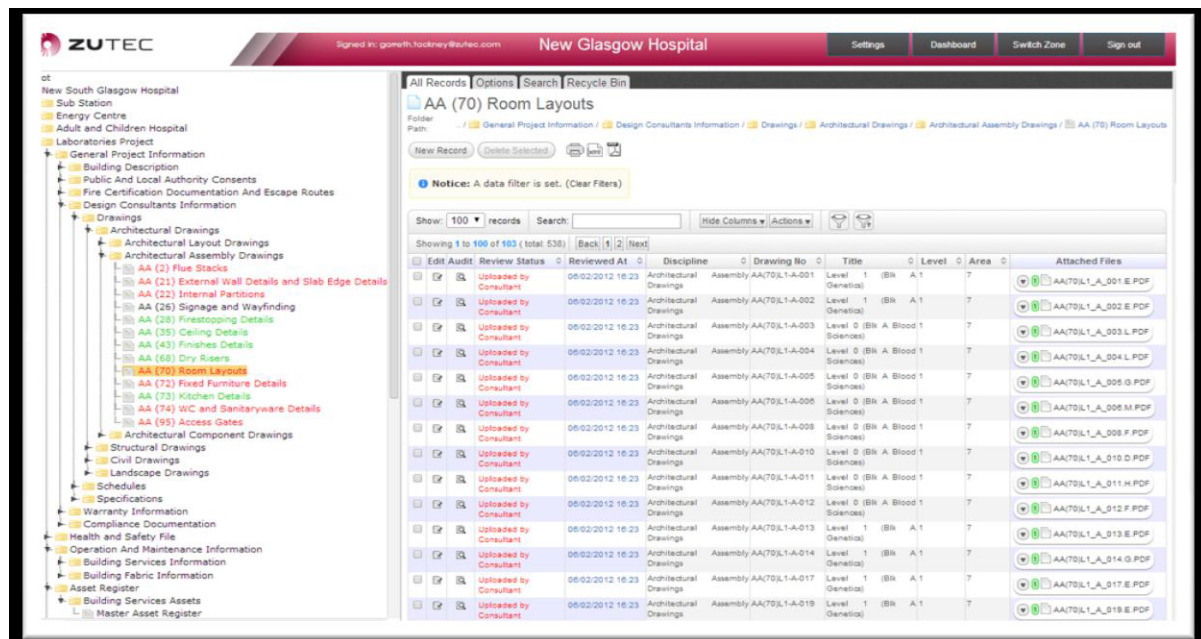 ZUTEC
Signed in: gareth.tackney@zutec.com
New Glasgow Hospital
Settings
Dashboard
Switch Zone
Sign out
ot
New South Glasgow Hospital
Sub Station
Energy Centre
Adult and Children Hospital
Laboratories Project
General Project Information
Building Description
Public And Local Authority Consents
Fire Certification Documentation And Escape Routes
Design Consultants Information
Drawings
Architectural Drawings
Architectural Layout Drawings
Architectural Assembly Drawings
AA (2) Flue Stacks
AA (21) External Wall Details and Slab Edge Details
AA (22) Internal Partitions
AA (26) Signage and Wayfinding
AA (28) Firestopping Details
AA (35) Ceiling Details
AA (43) Finishes Details
AA (68) Dry Risers
AA (70) Room Layouts
AA (72) Fixed Furniture Details
AA (73) Kitchen Details
AA (74) WC and Sanitaryware Details
AA (95) Access Gates
Architectural Component Drawings
Structural Drawings
Civil Drawings
Landscape Drawings
Schedules
Specifications
Warranty Information
Compliance Documentation
Health and Safety File
Operation And Maintenance Information
Building Services Information
Building Fabric Information
Asset Register
Building Services Assets
Master Asset Register
All Records Options Search Recycle Bin
AA (70) Room Layouts
Folder Path: ../ General Project Information / Design Consultants Information / Drawings / Architectural Drawings / Architectural Assembly Drawings / AA (70) Room Layouts
New Record Delete Selected
Notice: A data filter is set. (Clear Filters)
Show: 100 records Search: Hide Columns Actions
Showing 1 to 100 of 103 ( total: 538) Back 1 2 Next
Edit Audit Review Status Reviewed At Discipline Drawing No Title Level Area Attached Files
Uploaded by Consultant 06/02/2012 16:23 Architectural Assembly Drawings AA(70)L1-A-001 Level 1 (Blk A Genetics) 1 7 AA(70)L1_A_001.E.PDF
Uploaded by Consultant 06/02/2012 16:23 Architectural Assembly Drawings AA(70)L1-A-002 Level 1 (Blk A Genetics) 1 7 AA(70)L1_A_002.E.PDF
Uploaded by Consultant 06/02/2012 16:23 Architectural Assembly Drawings AA(70)L1-A-003 Level 0 (Blk A Blood Sciences) 1 7 AA(70)L1_A_003.L.PDF
Uploaded by Consultant 06/02/2012 16:23 Architectural Assembly Drawings AA(70)L1-A-004 Level 0 (Blk A Blood Sciences) 1 7 AA(70)L1_A_004.L.PDF
Uploaded by Consultant 06/02/2012 16:23 Architectural Assembly Drawings AA(70)L1-A-005 Level 0 (Blk A Blood Sciences) 1 7 AA(70)L1_A_005.G.PDF
Uploaded by Consultant 06/02/2012 16:23 Architectural Assembly Drawings AA(70)L1-A-006 Level 0 (Blk A Blood Sciences) 1 7 AA(70)L1_A_006.M.PDF
Uploaded by Consultant 06/02/2012 16:23 Architectural Assembly Drawings AA(70)L1-A-008 Level 0 (Blk A Blood Sciences) 1 7 AA(70)L1_A_008.F.PDF
Uploaded by Consultant 06/02/2012 16:23 Architectural Assembly Drawings AA(70)L1-A-010 Level 0 (Blk A Blood Sciences) 1 7 AA(70)L1_A_010.D.PDF
Uploaded by Consultant 06/02/2012 16:23 Architectural Assembly Drawings AA(70)L1-A-011 Level 0 (Blk A Blood Sciences) 1 7 AA(70)L1_A_011.H.PDF
Uploaded by Consultant 06/02/2012 16:23 Architectural Assembly Drawings AA(70)L1-A-012 Level 0 (Blk A Blood Sciences) 1 7 AA(70)L1_A_012.F.PDF
Uploaded by Consultant 06/02/2012 16:23 Architectural Assembly Drawings AA(70)L1-A-013 Level 1 (Blk A Genetics) 1 7 AA(70)L1_A_013.E.PDF
Uploaded by Consultant 06/02/2012 16:23 Architectural Assembly Drawings AA(70)L1-A-014 Level 1 (Blk A Genetics) 1 7 AA(70)L1_A_014.G.PDF
Uploaded by Consultant 06/02/2012 16:23 Architectural Assembly Drawings AA(70)L1-A-017 Level 1 (Blk A Genetics) 1 7 AA(70)L1_A_017.E.PDF
Uploaded by Consultant 06/02/2012 16:23 Architectural Assembly Drawings AA(70)L1-A-019 Level 1 (Blk A Genetics) 1 7 AA(70)L1_A_019.E.PDF